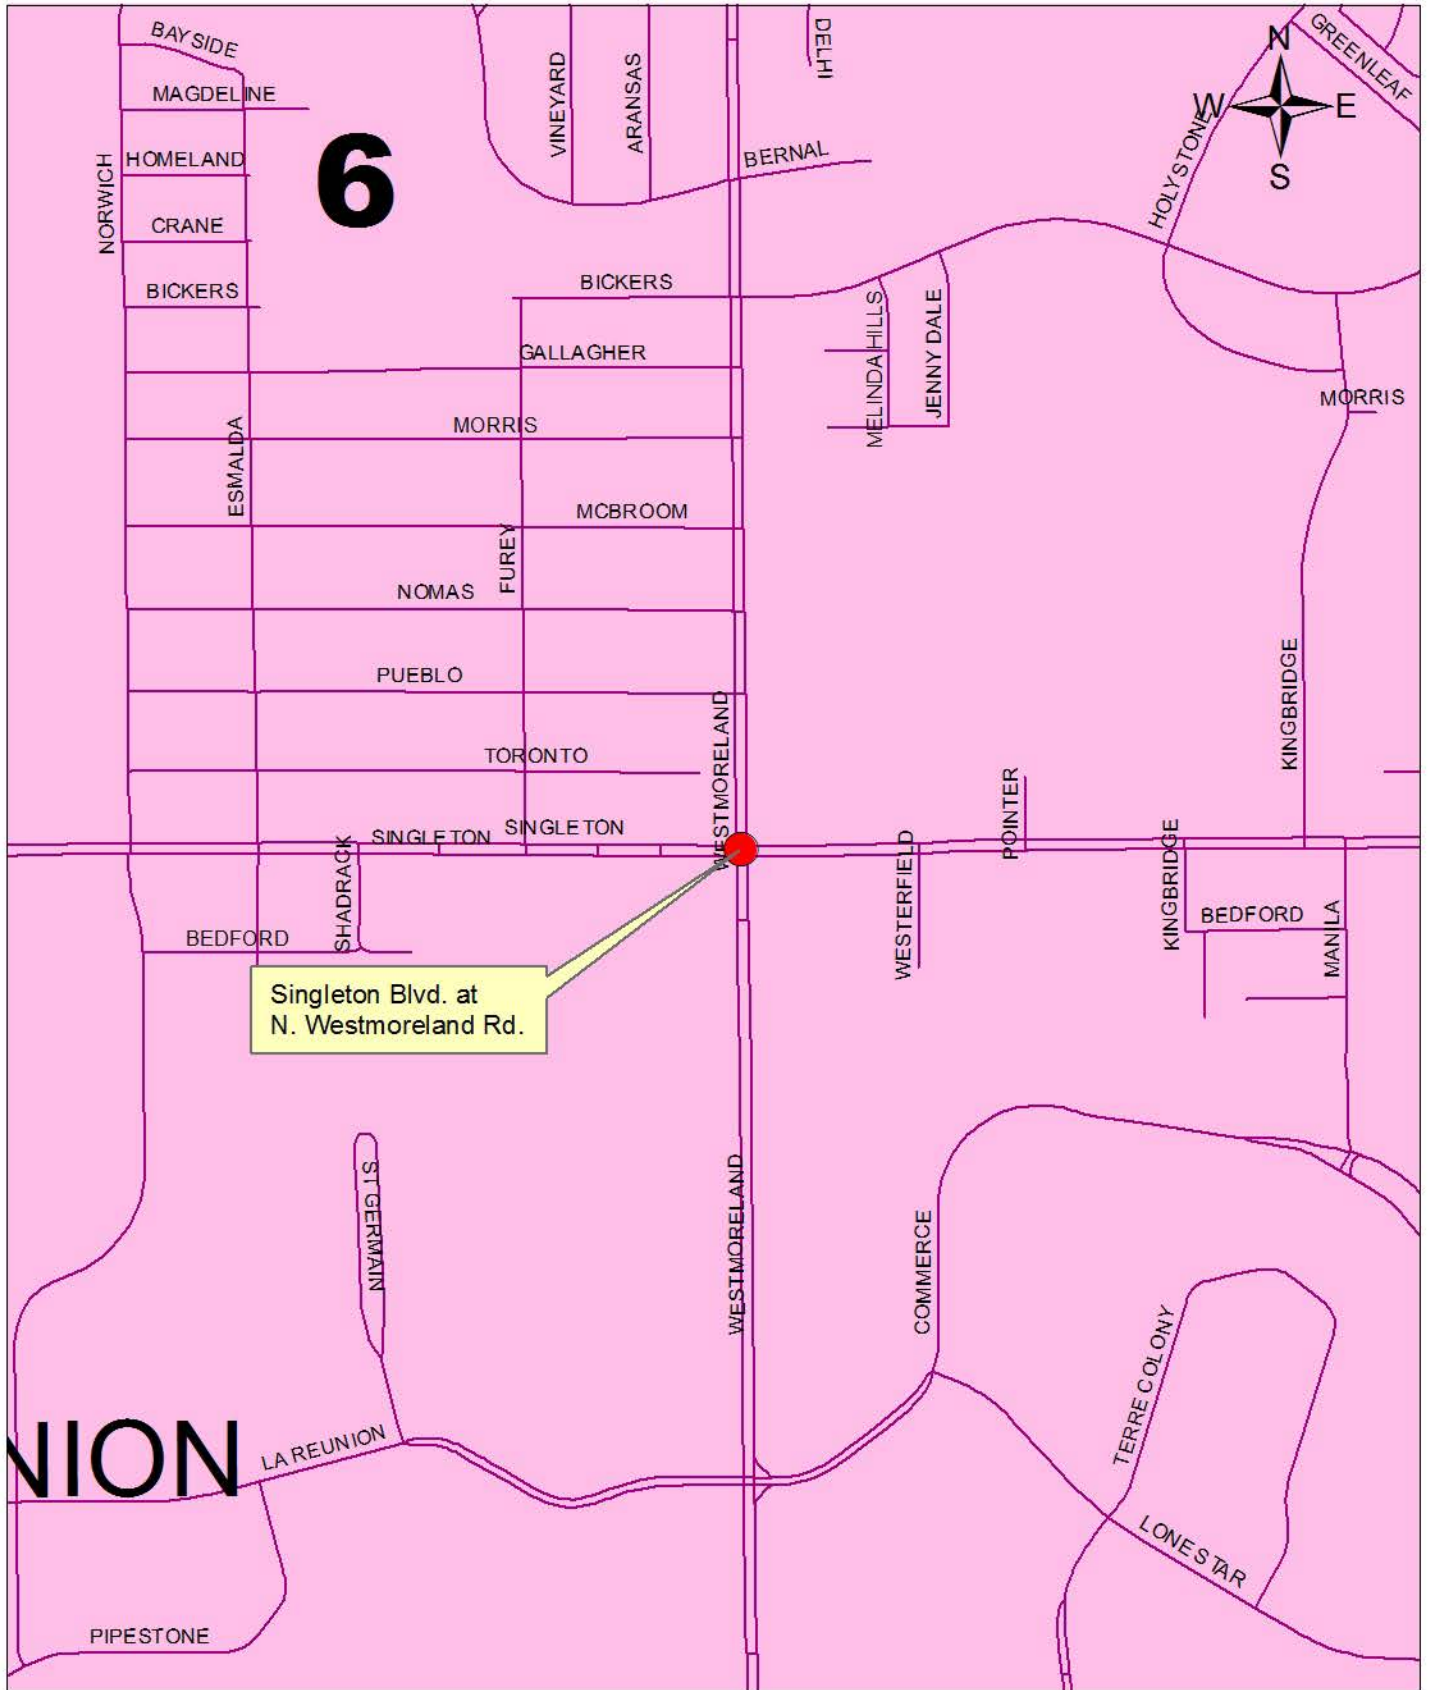 BAYSIDE
DELHI
GREENLEAF
N
VINEYARD
ARANSAS
MAGDELINE
W
E
6
BERNAL
HOMELAND
HOLYSTONE
S
NORWICH
CRANE
BICKERS
BICKERS
GALLAGHER
MELINDA HILLS
JENNY DALE
MORRIS
MORRIS
ESMALDA
MCBROOM
FUREY
NOMAS
PUEBLO
KINGBRIDGE
WESTMORELAND
TORONTO
POINTER
SINGLETON
SINGLETON
SHADRACK
WESTERFIELD
KINGBRIDGE
BEDFORD
MANILA
BEDFORD
Singleton Blvd. at
N. Westmoreland Rd.
ST GERMAIN
WESTMORELAND
COMMERCE
TERRE COLONY
NION
LA REUNION
LONE STAR
PIPESTONE